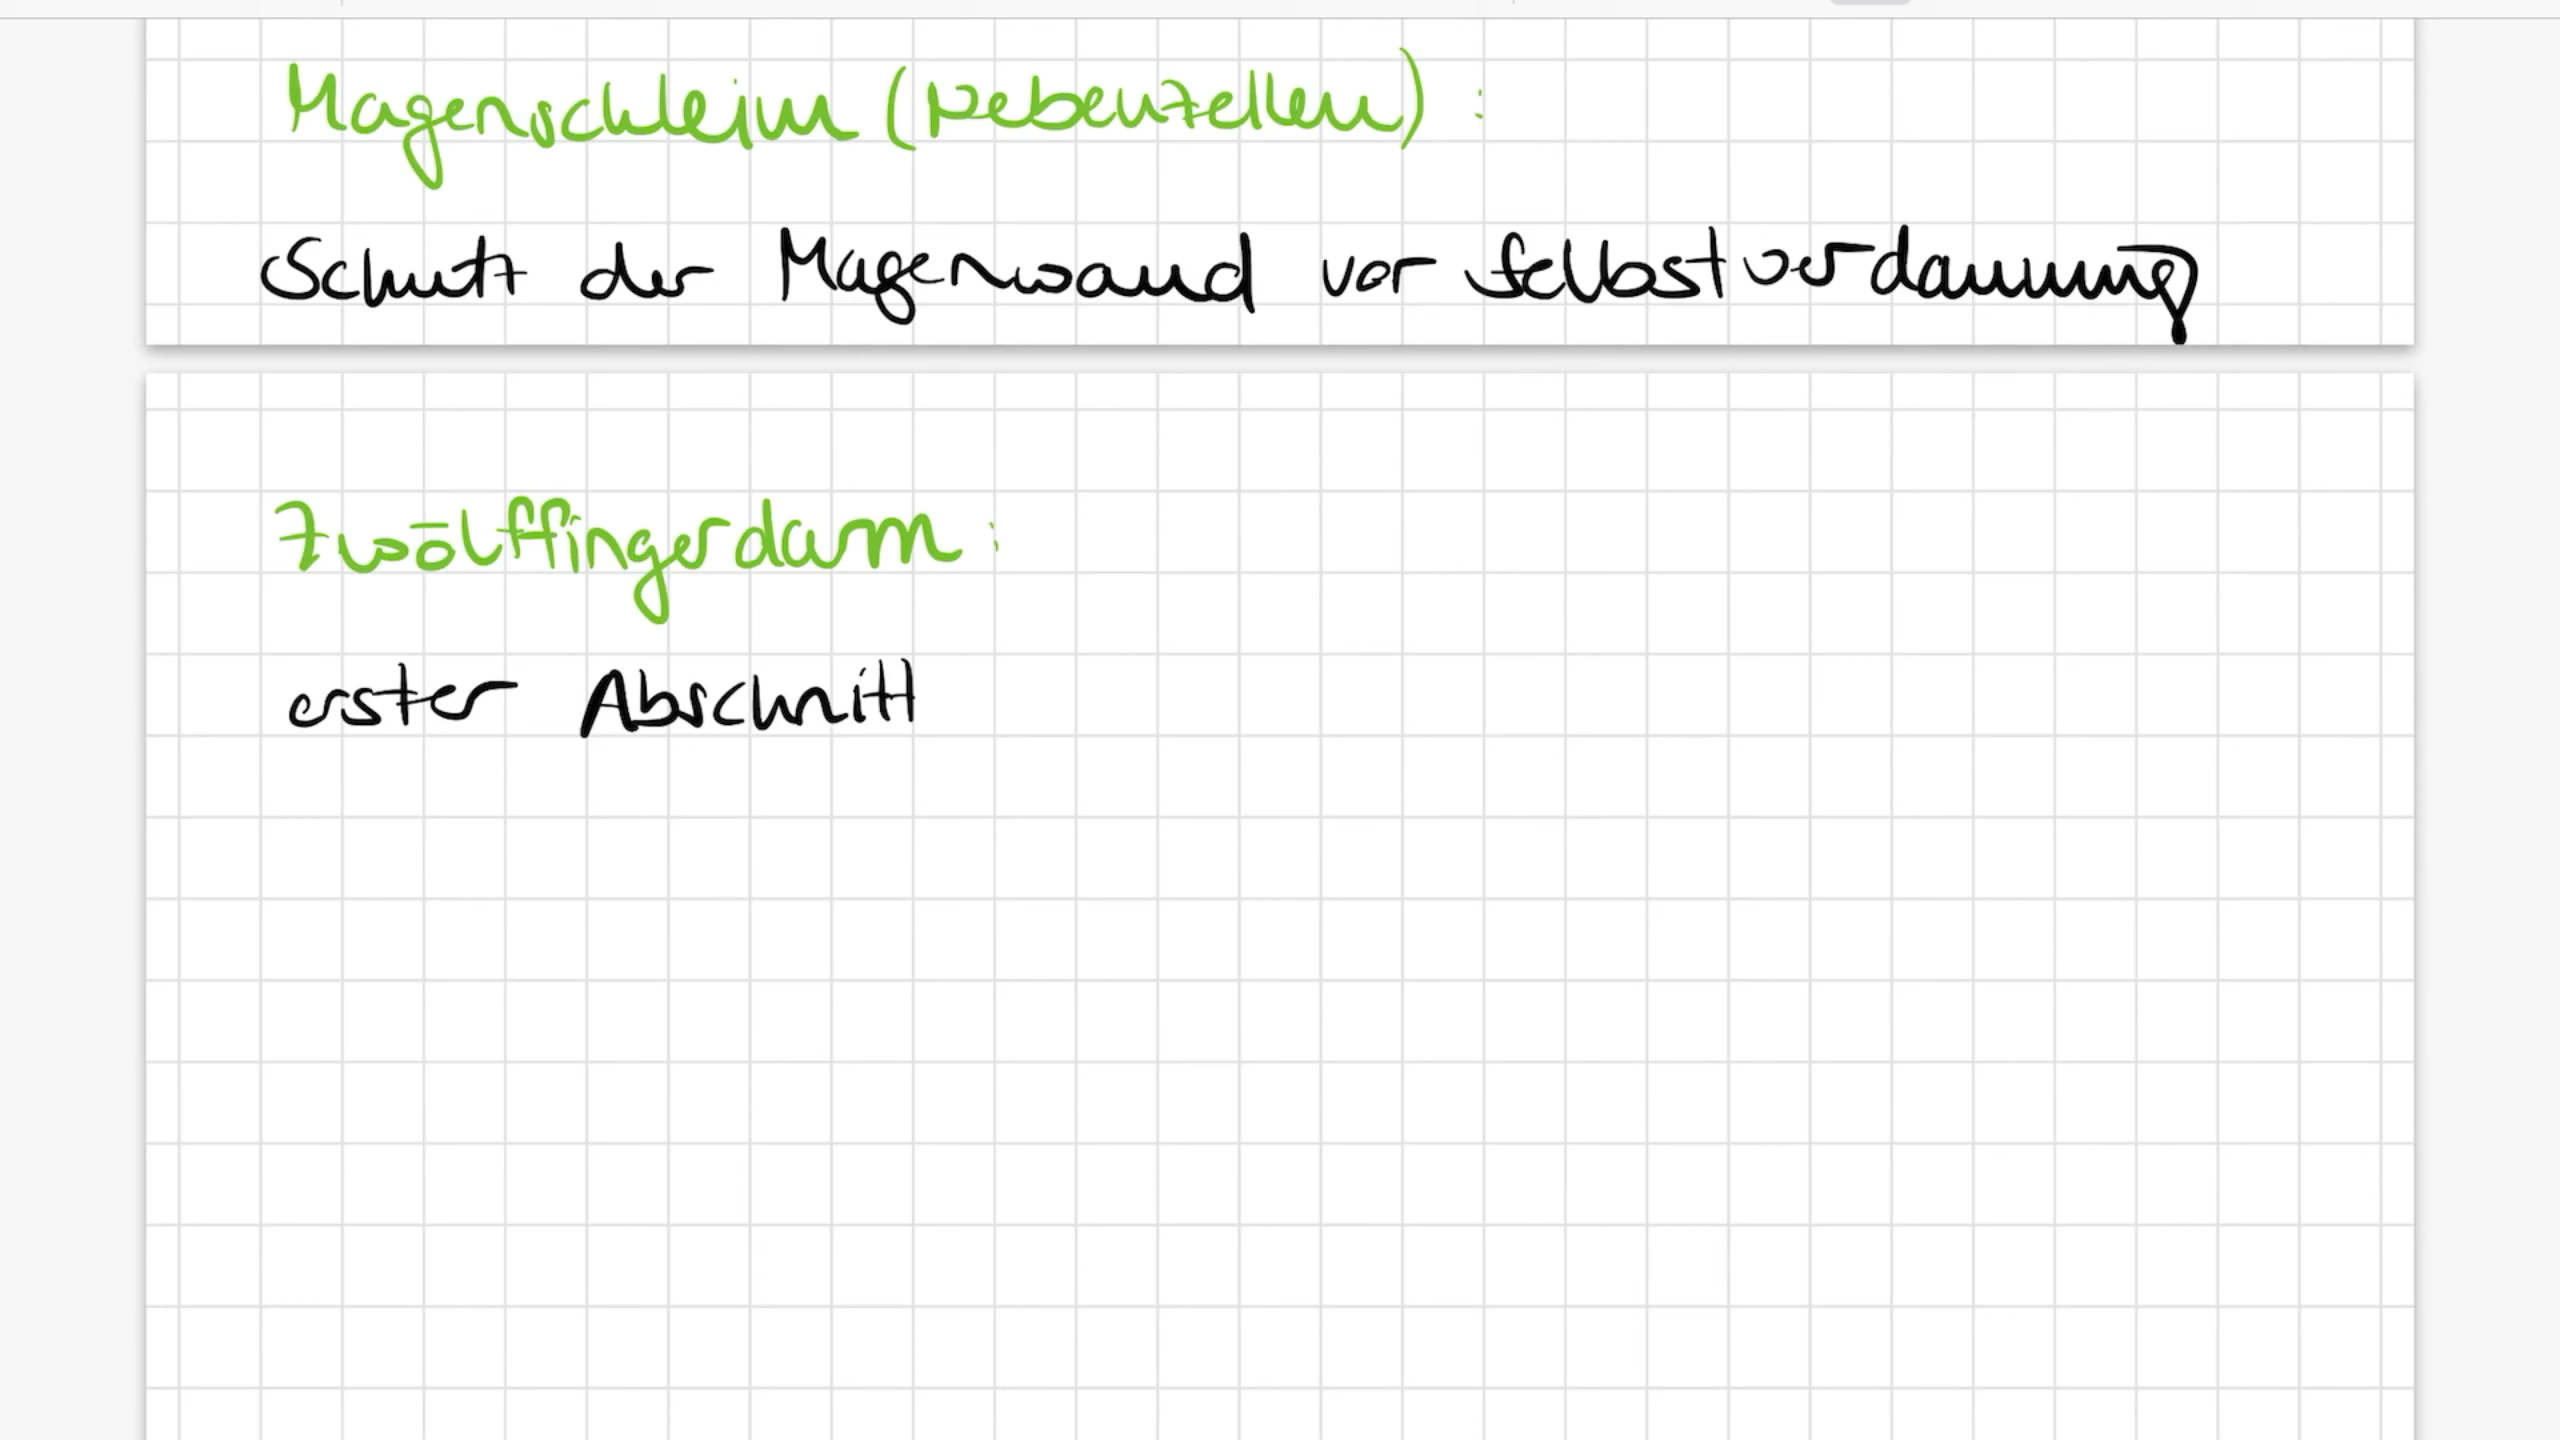 Magenschleim (Nebenzellen) :
Schutz der Magenwand vor Selbstverdauung
Zwölffingerdarm :
erster Abschnitt